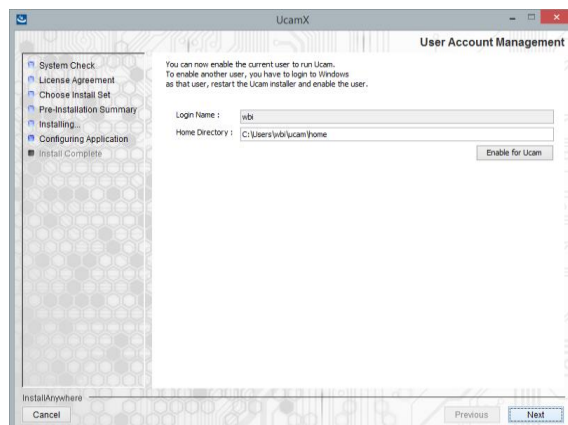 UcamX
User Account Management
System Check
License Agreement
Choose Install Set
Pre-Installation Summary
Installing...
Configuring Application
Install Complete
You can now enable the current user to run Ucam.
To enable another user, you have to login to Windows
as that user, restart the Ucam installer and enable the user.
Login Name : wbi
Home Directory : C:\Users\wbi\ucam\home
Enable for Ucam
InstallAnywhere
Cancel
Previous
Next